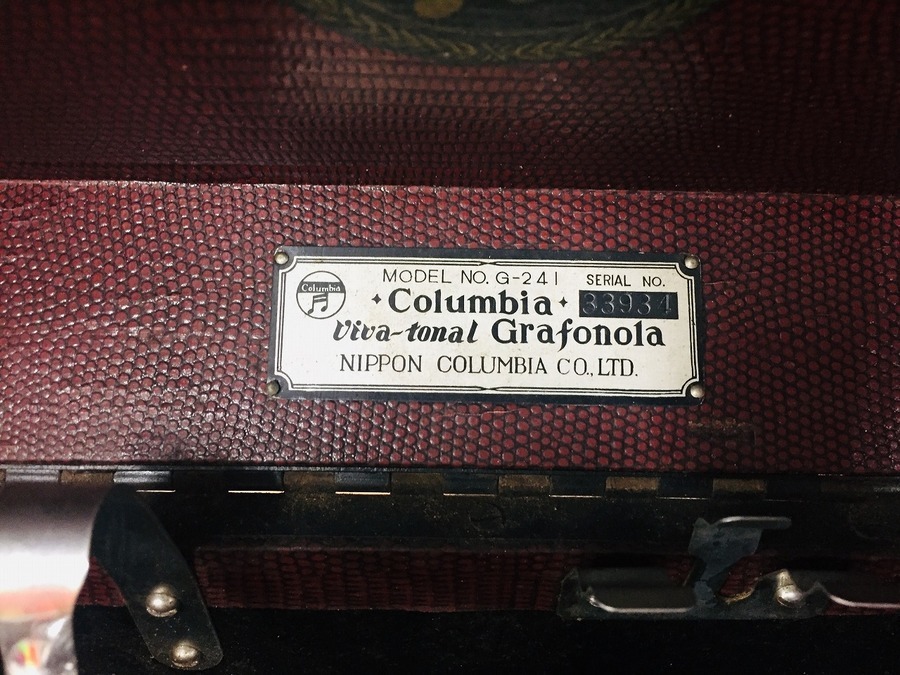 MODEL NO. G-241 SERIAL NO.
Columbia
Columbia 33934
Viva-tonal Grafonola
NIPPON COLUMBIA CO., LTD.